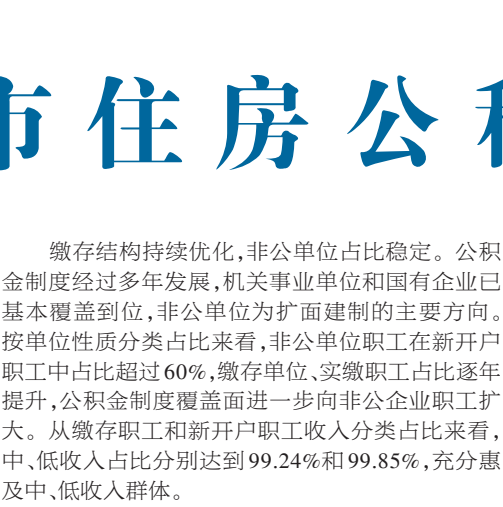 市住房公积
缴存结构持续优化,非公单位占比稳定。公积
金制度经过多年发展,机关事业单位和国有企业已
基本覆盖到位,非公单位为扩面建制的主要方向。
按单位性质分类占比来看,非公单位职工在新开户
职工中占比超过60%,缴存单位、实缴职工占比逐年
提升,公积金制度覆盖面进一步向非公企业职工扩
大。从缴存职工和新开户职工收入分类占比来看,
中、低收入占比分别达到99.24%和99.85%,充分惠
及中、低收入群体。